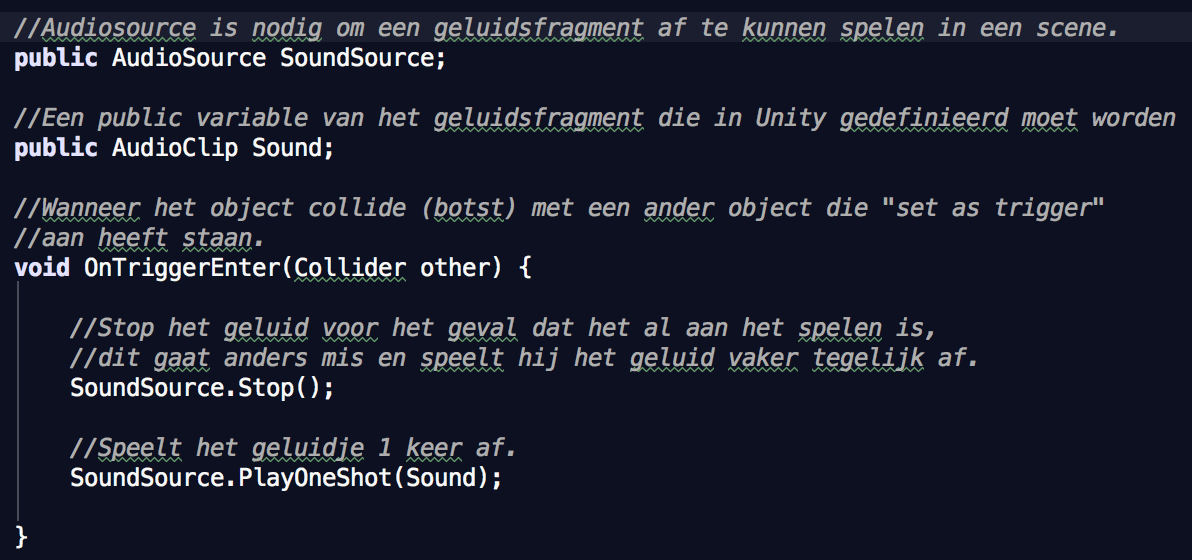 //Audiosource is nodig om een geluidsfragment af te kunnen spelen in een scene.
public AudioSource SoundSource;
//Een public variable van het geluidsfragment die in Unity gedefinieerd moet worden
public AudioClip Sound;
//Wanneer het object collide (botst) met een ander object die "set as trigger"
//aan heeft staan.
void OnTriggerEnter(Collider other) {
//Stop het geluid voor het geval dat het al aan het spelen is,
//dit gaat anders mis en speelt hij het geluid vaker tegelijk af.
SoundSource.Stop();
//Speelt het geluidje 1 keer af.
SoundSource.PlayOneShot(Sound);
}